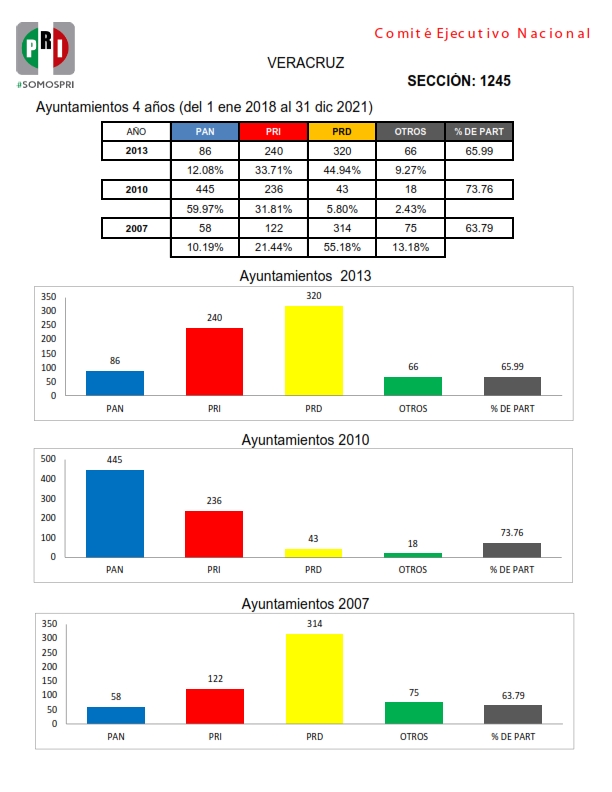 Comité Ejecutivo Nacional
PRI
#SOMOSPRI
VERACRUZ
SECCIÓN: 1245
Ayuntamientos 4 años (del 1 ene 2018 al 31 dic 2021)
AÑO PAN PRI PRD OTROS % DE PART
2013 86 240 320 66 65.99
12.08% 33.71% 44.94% 9.27%
2010 445 236 43 18 73.76
59.97% 31.81% 5.80% 2.43%
2007 58 122 314 75 63.79
10.19% 21.44% 55.18% 13.18%
Ayuntamientos 2013
350
300
250
200
150
100
50
0
86 240 320 66 65.99
PAN PRI PRD OTROS % DE PART
Ayuntamientos 2010
500
400
300
200
100
0
445 236 43 18 73.76
PAN PRI PRD OTROS % DE PART
Ayuntamientos 2007
350
300
250
200
150
100
50
0
58 122 314 75 63.79
PAN PRI PRD OTROS % DE PART